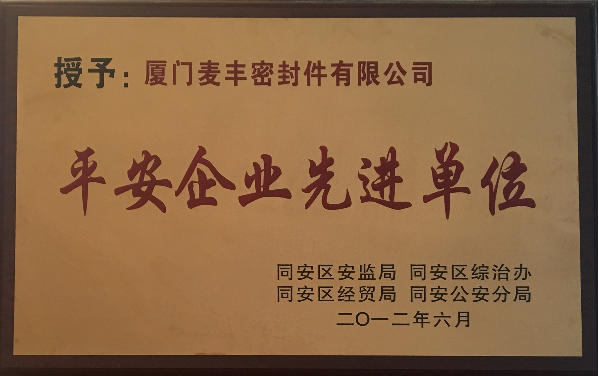 授予：厦门麦丰密封件有限公司
平安企业先进单位
同安区安监局 同安区综治办
同安区经贸局 同安公安分局
二〇一二年六月